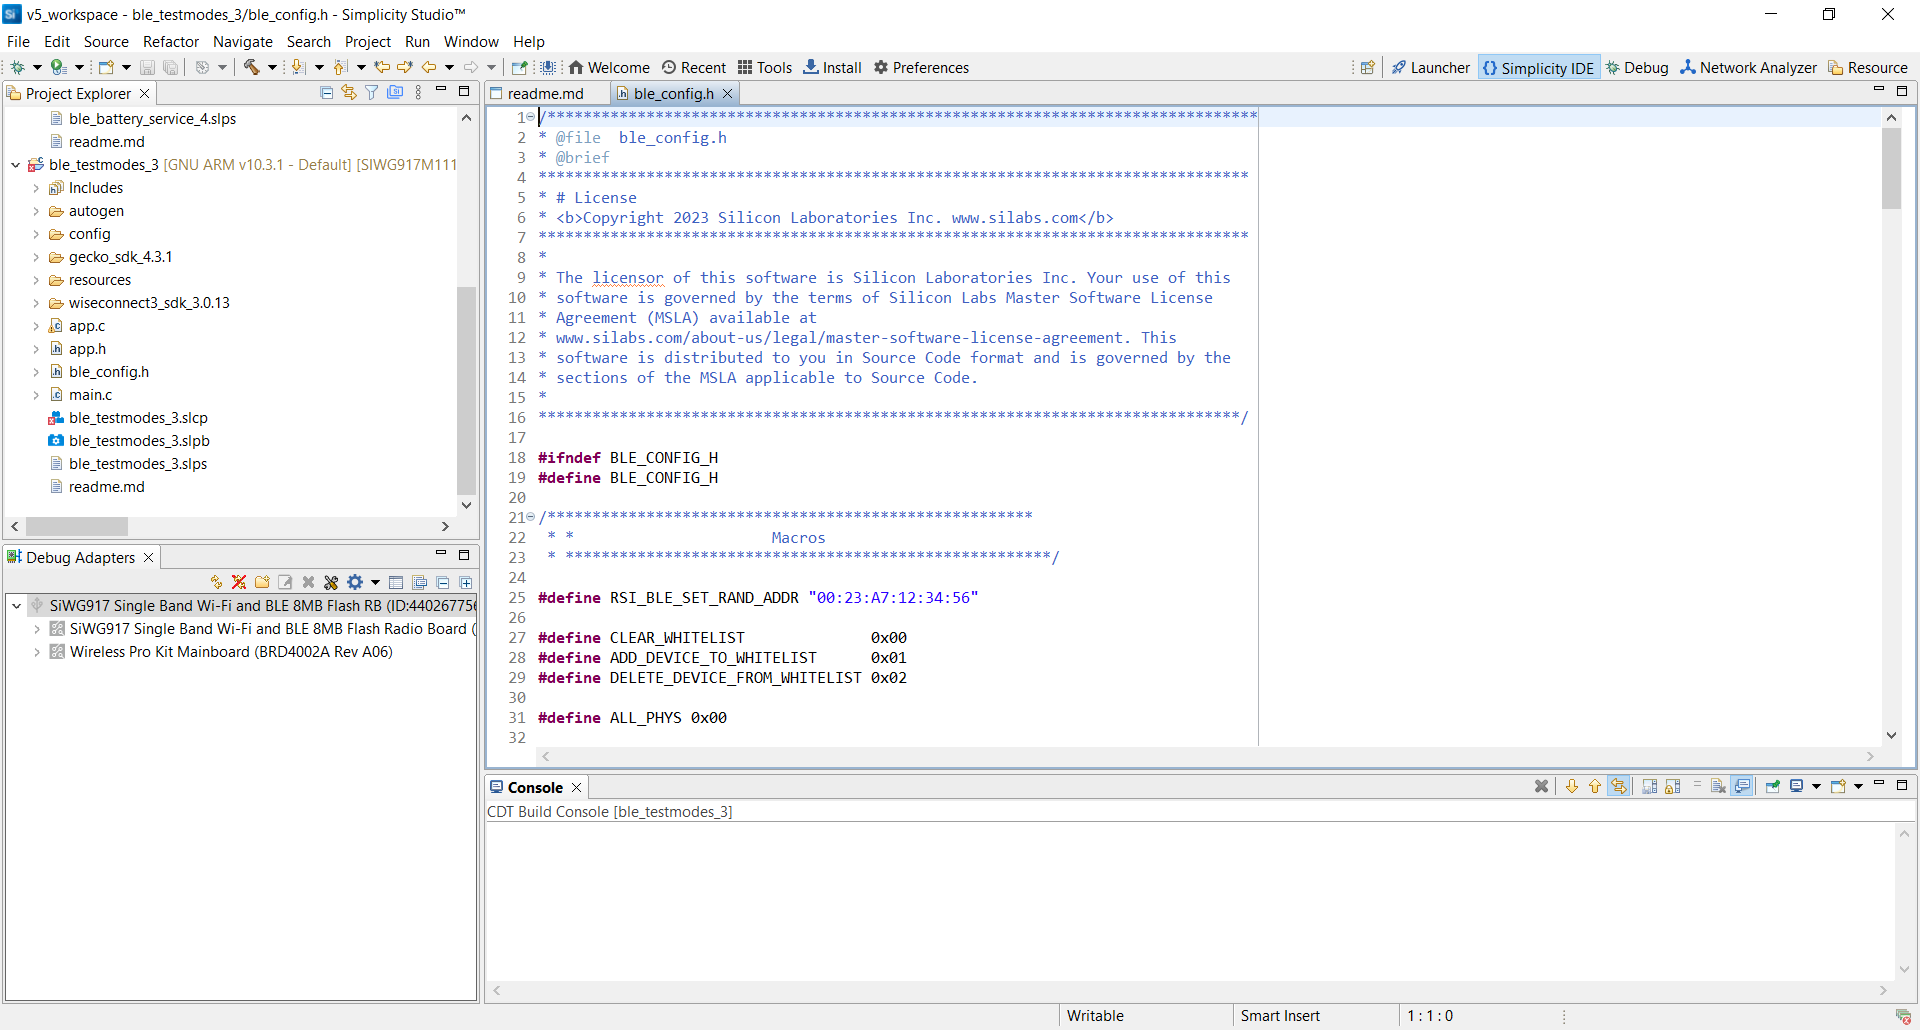 v5_workspace - ble_testmodes_3/ble_config.h - Simplicity Studio™
File Edit Source Refactor Navigate Search Project Run Window Help
Welcome Recent Tools Install Preferences Launcher {} Simplicity IDE Debug Network Analyzer Resource
Project Explorer
ble_battery_service_4.slps
readme.md
ble_testmodes_3 [GNU ARM v10.3.1 - Default] [SIWG917M111
Includes
autogen
config
gecko_sdk_4.3.1
resources
wiseconnect3_sdk_3.0.13
app.c
app.h
ble_config.h
main.c
ble_testmodes_3.slcp
ble_testmodes_3.slpb
ble_testmodes_3.slps
readme.md
Debug Adapters
SiWG917 Single Band Wi-Fi and BLE 8MB Flash RB (ID:440267756
SiWG917 Single Band Wi-Fi and BLE 8MB Flash Radio Board (
Wireless Pro Kit Mainboard (BRD4002A Rev A06)
readme.md ble_config.h
1 /*******************************************************************************
2 * @file  ble_config.h
3 * @brief
4 *******************************************************************************
5 * # License
6 * <b>Copyright 2023 Silicon Laboratories Inc. www.silabs.com</b>
7 *******************************************************************************
8 *
9 * The licensor of this software is Silicon Laboratories Inc. Your use of this
10 * software is governed by the terms of Silicon Labs Master Software License
11 * Agreement (MSLA) available at
12 * www.silabs.com/about-us/legal/master-software-license-agreement. This
13 * software is distributed to you in Source Code format and is governed by the
14 * sections of the MSLA applicable to Source Code.
15 *
16 ******************************************************************************/
17
18 #ifndef BLE_CONFIG_H
19 #define BLE_CONFIG_H
20
21 /******************************************************
22 * *                      Macros
23 * ******************************************************/
24
25 #define RSI_BLE_SET_RAND_ADDR "00:23:A7:12:34:56"
26
27 #define CLEAR_WHITELIST              0x00
28 #define ADD_DEVICE_TO_WHITELIST      0x01
29 #define DELETE_DEVICE_FROM_WHITELIST 0x02
30
31 #define ALL_PHYS 0x00
32
Console
CDT Build Console [ble_testmodes_3]
Writable Smart Insert 1 : 1 : 0